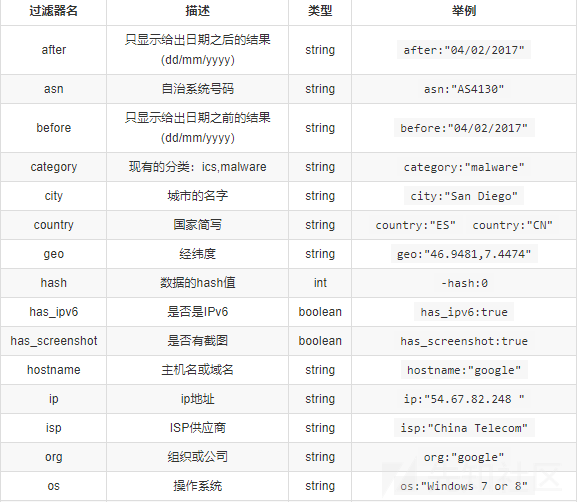 过滤器名 描述 类型 举例
after 只显示给出日期之后的结果 (dd/mm/yyyy) string after:"04/02/2017"
asn 自治系统号码 string asn:"AS4130"
before 只显示给出日期之前的结果 (dd/mm/yyyy) string before:"04/02/2017"
category 现有的分类：ics,malware string category:"malware"
city 城市的名字 string city:"San Diego"
country 国家简写 string country:"ES" country:"CN"
geo 经纬度 string geo:"46.9481,7.4474"
hash 数据的hash值 int -hash:0
has_ipv6 是否是IPv6 boolean has_ipv6:true
has_screenshot 是否有截图 boolean has_screenshot:true
hostname 主机名或域名 string hostname:"google"
ip ip地址 string ip:"54.67.82.248 "
isp ISP供应商 string isp:"China Telecom"
org 组织或公司 string org:"google"
os 操作系统 string os:"Windows 7 or 8"